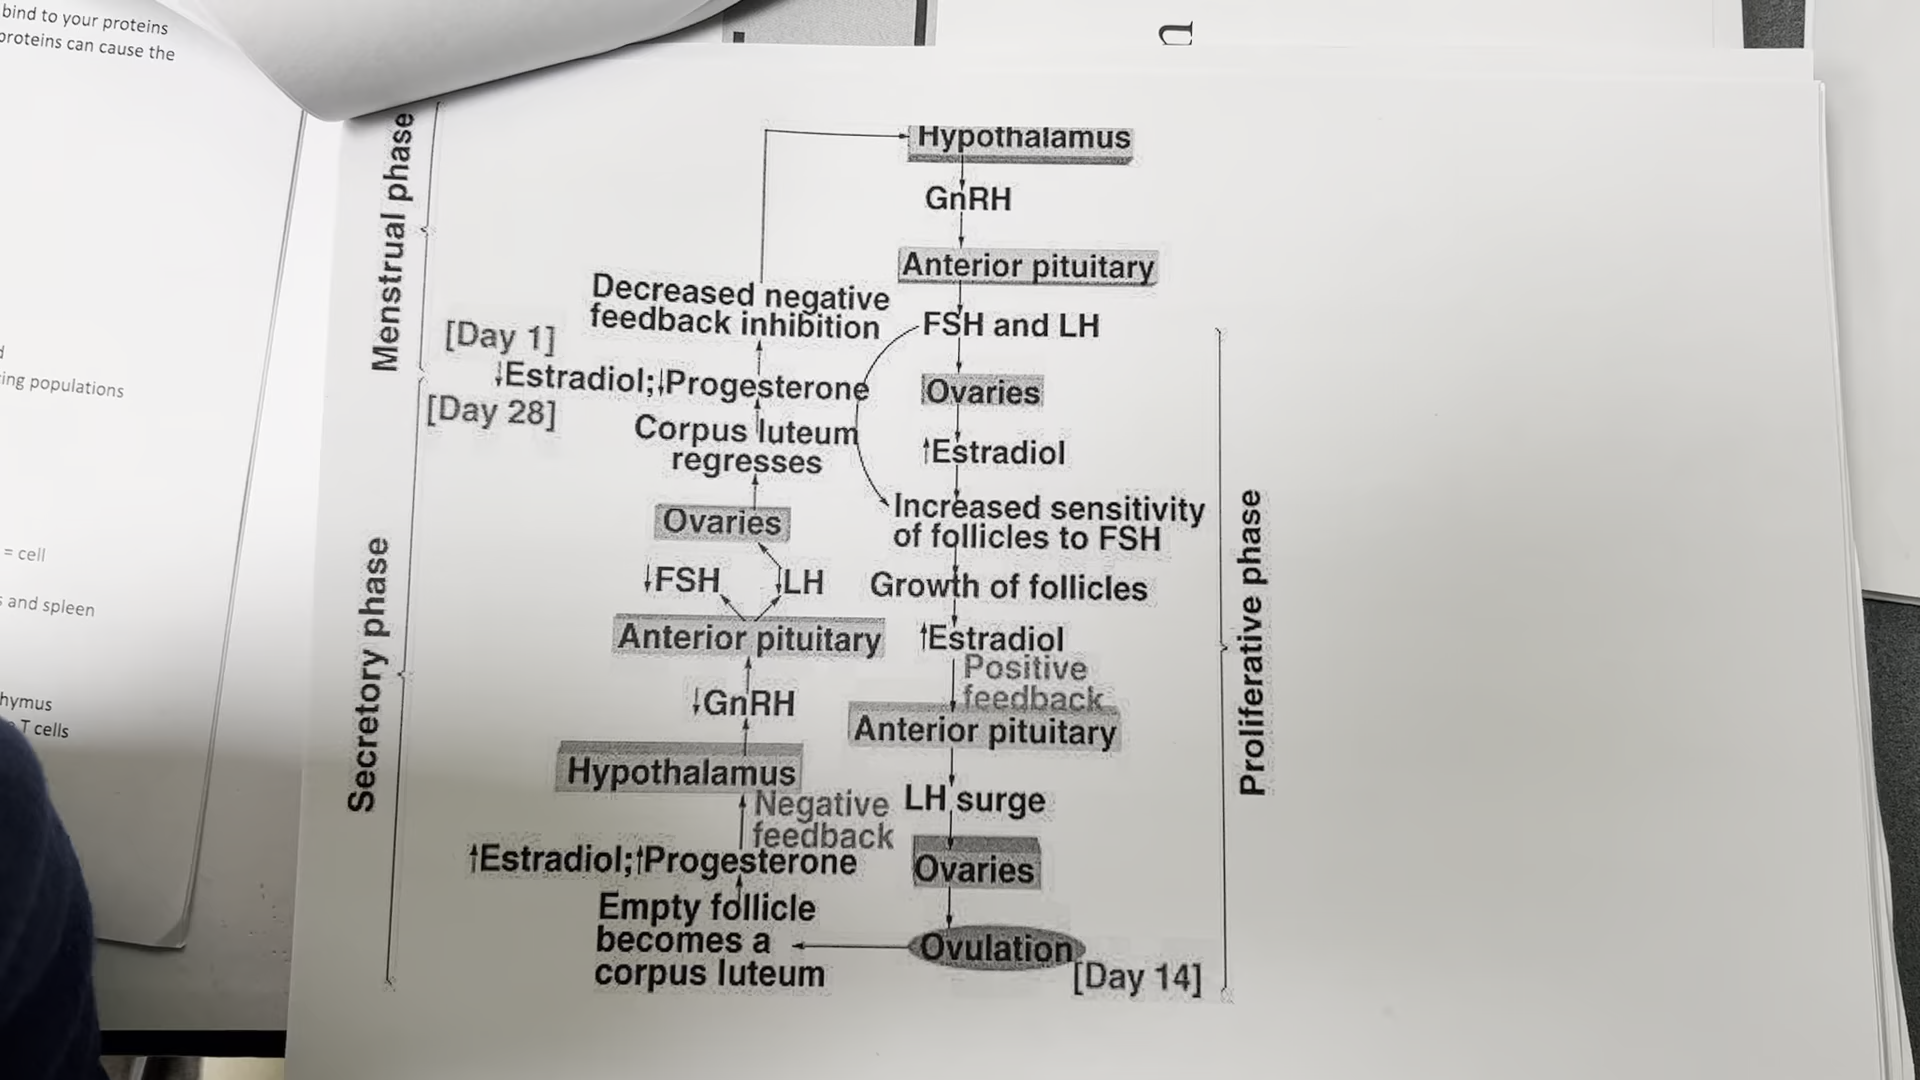 bind to your proteins
proteins can cause the
ing populations
= cell
and spleen
hymus
T cells
Menstrual phase
Secretory phase
Hypothalamus
GnRH
Anterior pituitary
FSH and LH
Ovaries
↑Estradiol
Increased sensitivity
of follicles to FSH
Growth of follicles
↑Estradiol
Positive
feedback
Anterior pituitary
LH surge
Ovaries
Ovulation
[Day 14]
Proliferative phase
Decreased negative
feedback inhibition
[Day 1]
↓Estradiol;↓Progesterone
[Day 28]
Corpus luteum
regresses
Ovaries
↓FSH ↓LH
Anterior pituitary
↓GnRH
Hypothalamus
Negative
feedback
↑Estradiol;↑Progesterone
Empty follicle
becomes a
corpus luteum